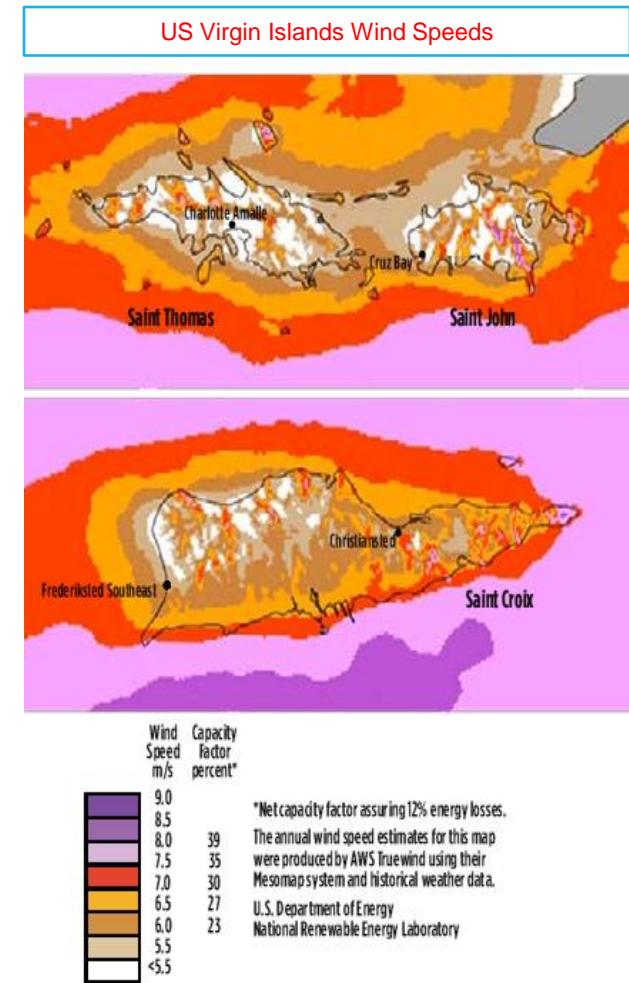 US Virgin Islands Wind Speeds
Charlotte Amalle
Cruz Bay
Saint Thomas
Saint John
Christiansted
Frederiksted Southeast
Saint Croix
Wind Speed m/s
Capacity Factor percent*
9.0
8.5
8.0 39
7.5 35
7.0 30
6.5 27
6.0 23
5.5
<5.5
*Net capacity factor assuring 12% energy losses.
The annual wind speed estimates for this map
were produced by AWS Truewind using their
Mesomap system and historical weather data.
U.S. Department of Energy
National Renewable Energy Laboratory